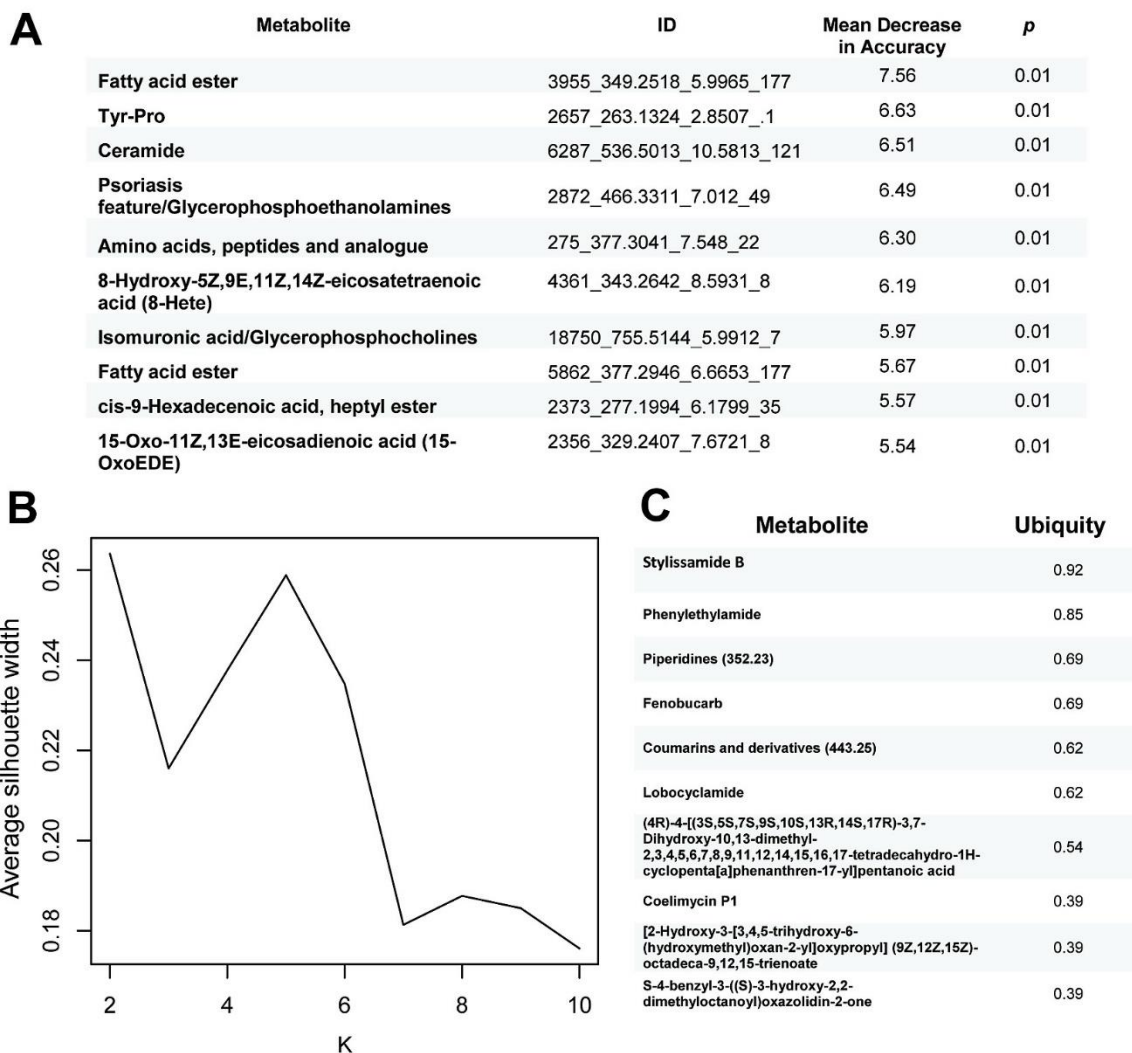 A
Metabolite ID Mean Decrease in Accuracy p
Fatty acid ester 3955_349.2518_5.9965_177 7.56 0.01
Tyr-Pro 2657_263.1324_2.8507_.1 6.63 0.01
Ceramide 6287_536.5013_10.5813_121 6.51 0.01
Psoriasis
feature/Glycerophosphoethanolamines 2872_466.3311_7.012_49 6.49 0.01
Amino acids, peptides and analogue 275_377.3041_7.548_22 6.30 0.01
8-Hydroxy-5Z,9E,11Z,14Z-eicosatetraenoic
acid (8-Hete) 4361_343.2642_8.5931_8 6.19 0.01
Isomuronic acid/Glycerophosphocholines 18750_755.5144_5.9912_7 5.97 0.01
Fatty acid ester 5862_377.2946_6.6653_177 5.67 0.01
cis-9-Hexadecenoic acid, heptyl ester 2373_277.1994_6.1799_35 5.57 0.01
15-Oxo-11Z,13E-eicosadienoic acid (15-
OxoEDE) 2356_329.2407_7.6721_8 5.54 0.01
B
Average silhouette width
0.26
0.24
0.22
0.20
0.18
2 4 6 8 10
K
C
Metabolite Ubiquity
Stylissamide B 0.92
Phenylethylamide 0.85
Piperidines (352.23) 0.69
Fenobucarb 0.69
Coumarins and derivatives (443.25) 0.62
Lobocyclamide 0.62
(4R)-4-[(3S,5S,7S,9S,10S,13R,14S,17R)-3,7-
Dihydroxy-10,13-dimethyl-
2,3,4,5,6,7,8,9,11,12,14,15,16,17-tetradecahydro-1H-
cyclopenta[a]phenanthren-17-yl]pentanoic acid 0.54
Coelimycin P1 0.39
[2-Hydroxy-3-[3,4,5-trihydroxy-6-
(hydroxymethyl)oxan-2-yl]oxypropyl] (9Z,12Z,15Z)-
octadeca-9,12,15-trienoate 0.39
S-4-benzyl-3-((S)-3-hydroxy-2,2-
dimethyloctanoyl)oxazolidin-2-one 0.39